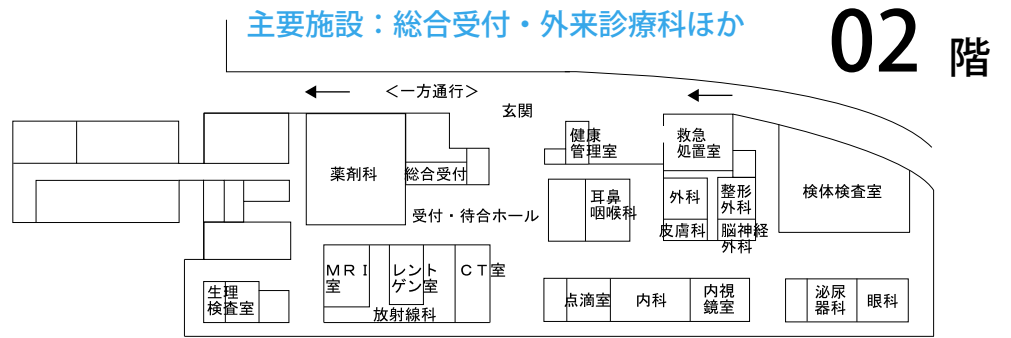 主要施設：総合受付・外来診療科ほか
02 階
＜一方通行＞
玄関
健康
管理室
救急
処置室
薬剤科
総合受付
受付・待合ホール
耳鼻
咽喉科
外科
整形
外科
検体検査室
皮膚科
脳神経
外科
ＭＲＩ
室
レント
ゲン室
ＣＴ室
放射線科
生理
検査室
点滴室
内科
内視
鏡室
泌尿
器科
眼科